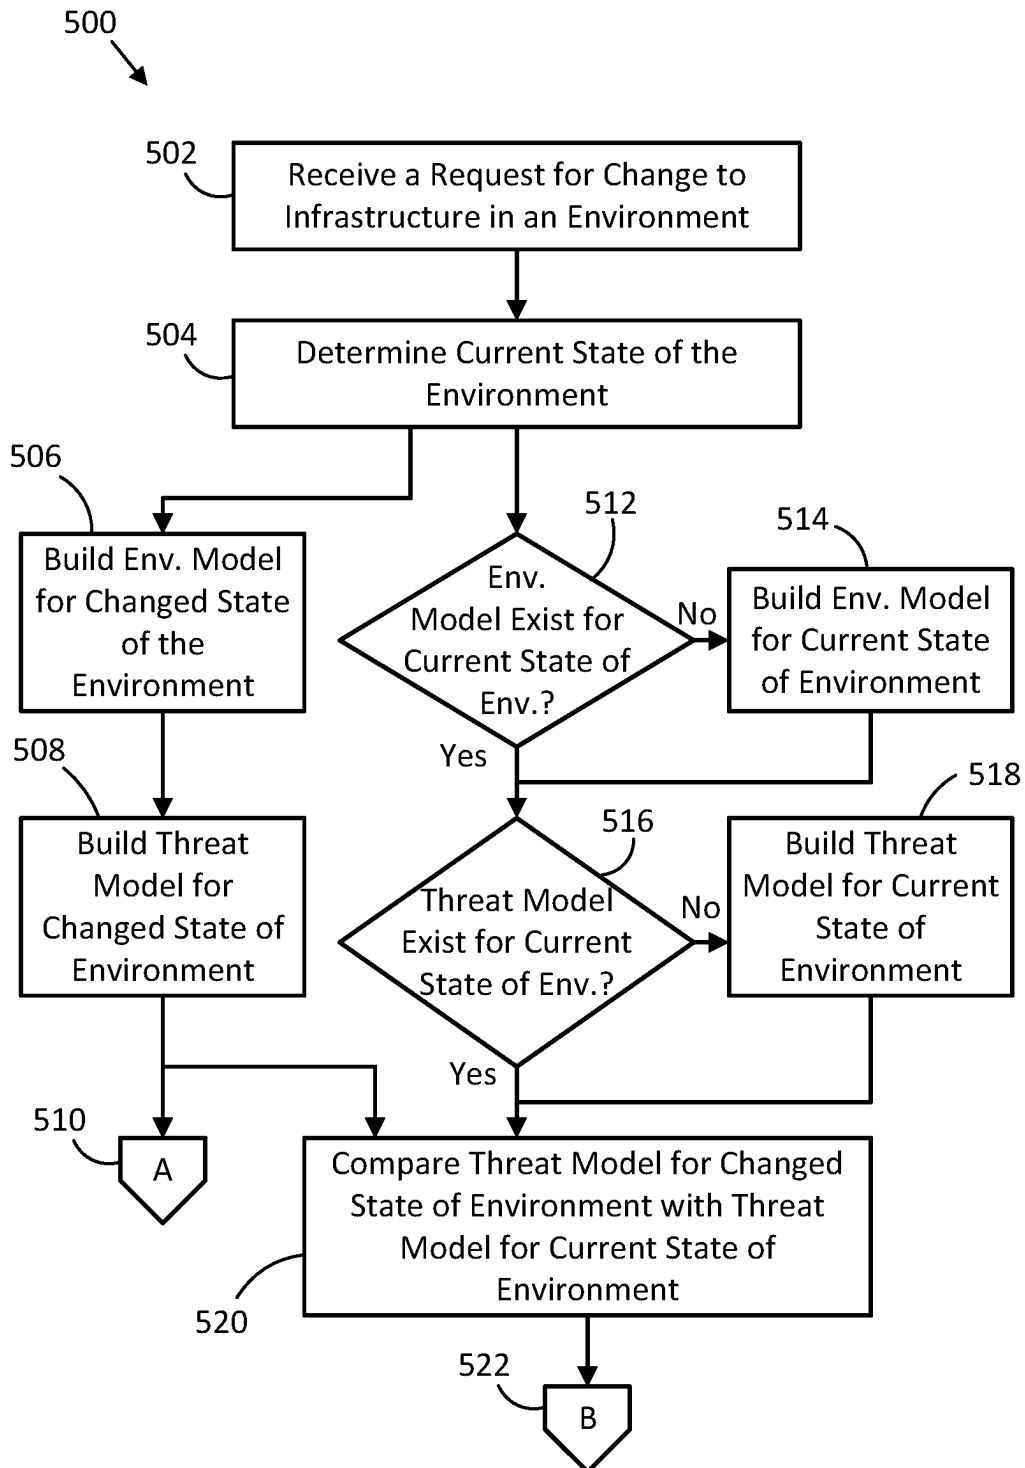 500
502
Receive a Request for Change to
Infrastructure in an Environment
504
Determine Current State of the
Environment
506
Build Env. Model
for Changed State
of the
Environment
512
Env.
Model Exist for
Current State of
Env.?
No
514
Build Env. Model
for Current State
of Environment
Yes
508
Build Threat
Model for
Changed State of
Environment
516
Threat Model
Exist for Current
State of Env.?
No
518
Build Threat
Model for Current
State of
Environment
Yes
510
A
Compare Threat Model for Changed
State of Environment with Threat
Model for Current State of
Environment
520
522
B